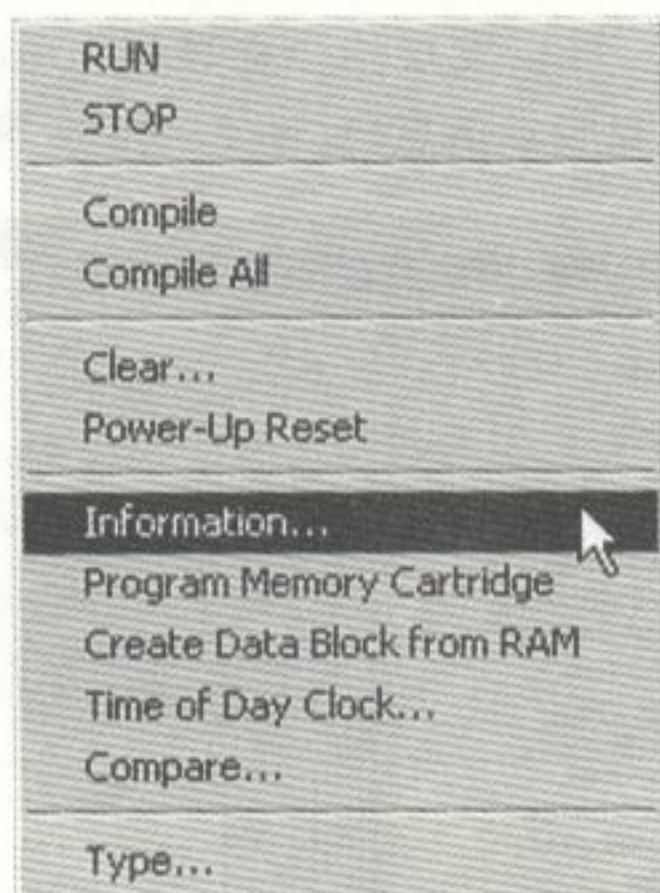 RUN
STOP
Compile
Compile All
Clear...
Power-Up Reset
Information...
Program Memory Cartridge
Create Data Block from RAM
Time of Day Clock...
Compare...
Type...